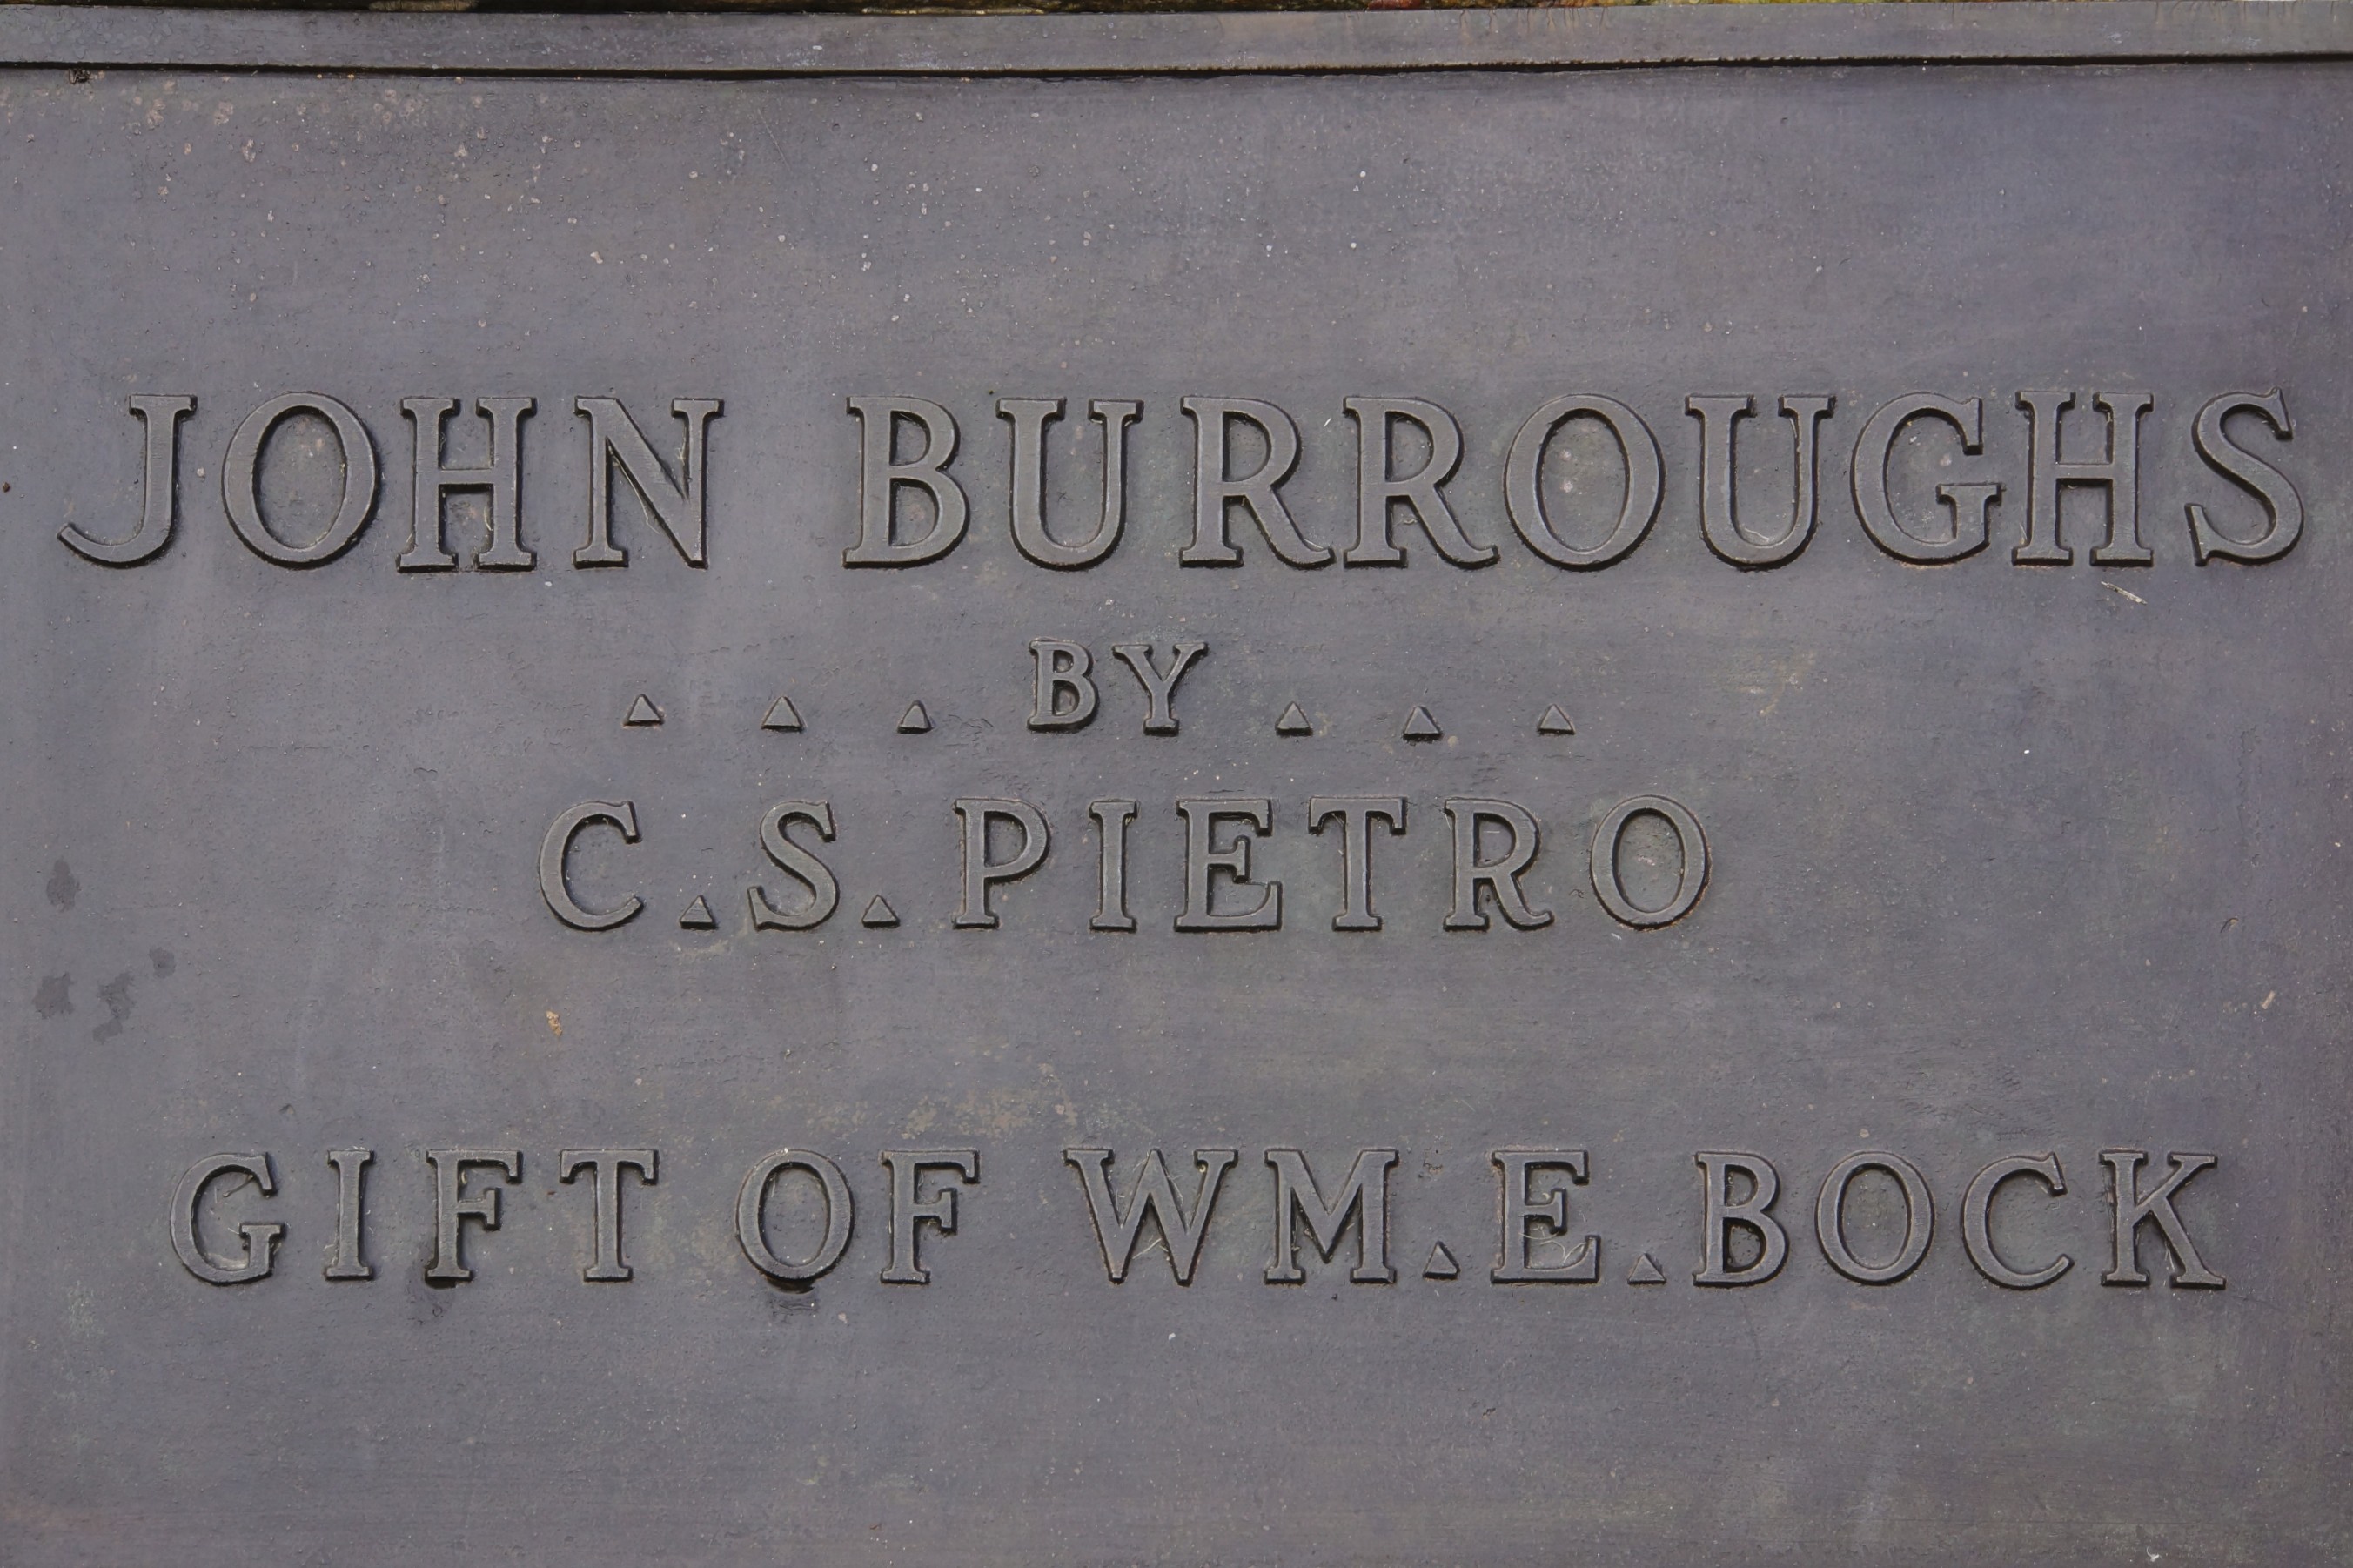 JOHN BURROUGHS
. . . BY . . .
C.S. PIETRO
GIFT OF WM.E.BOCK